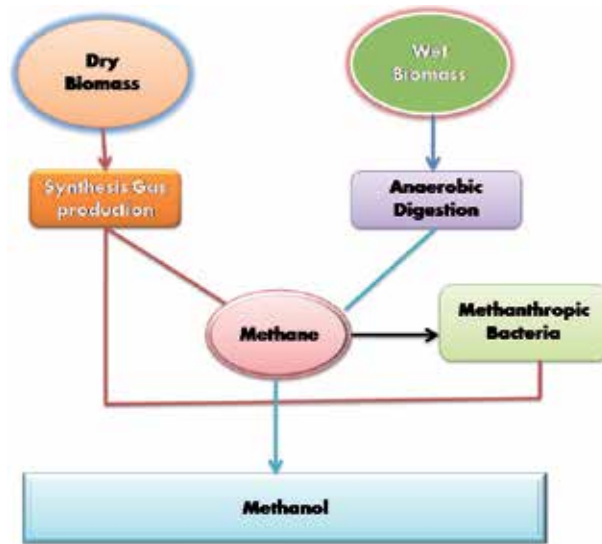 Dry
Biomass
Wet
Biomass
Synthesis Gas
production
Anaerobic
Digestion
Methane
Methanthropic
Bacteria
Methanol